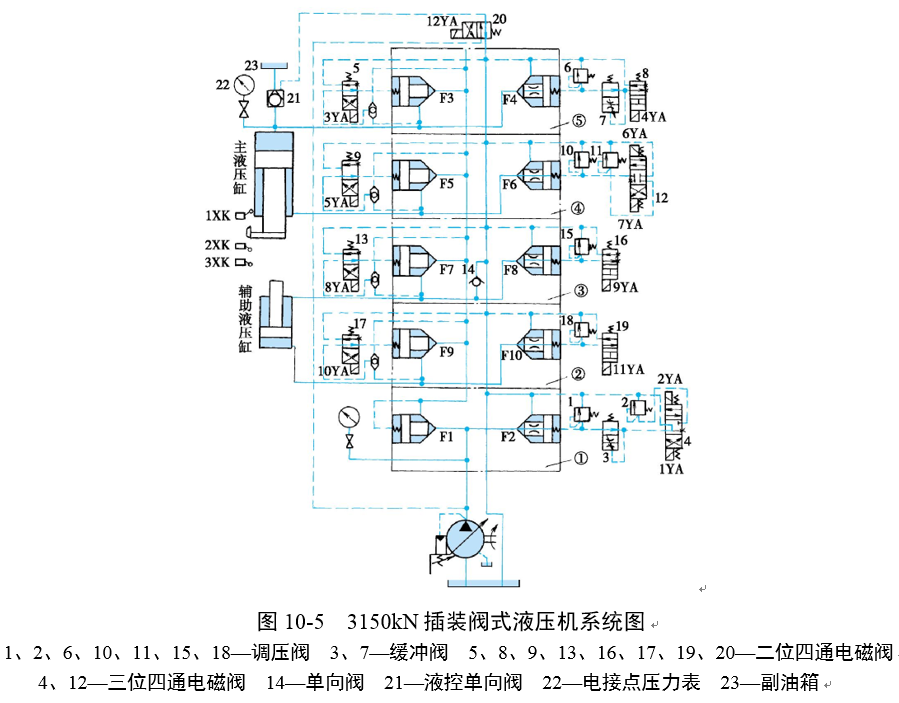 12YA 20
23 5 6 8
22 21 F3 F4 7
3YA 4YA
⑤ 6YA
主液压缸 9 10 11
F5 F6 12
5YA
1XK ④ 7YA
2XK 13 15 16
3XK 14
F7 F8
8YA 9YA
③
辅助液压缸 17 18 19
F9 F10
10YA 11YA
② 2YA
1 2
F1 F2 4
3
① 1YA
图 10-5 3150kN 插装阀式液压机系统图
1、2、6、10、11、15、18—调压阀 3、7—缓冲阀 5、8、9、13、16、17、19、20—二位四通电磁阀
4、12—三位四通电磁阀 14—单向阀 21—液控单向阀 22—电接点压力表 23—副油箱